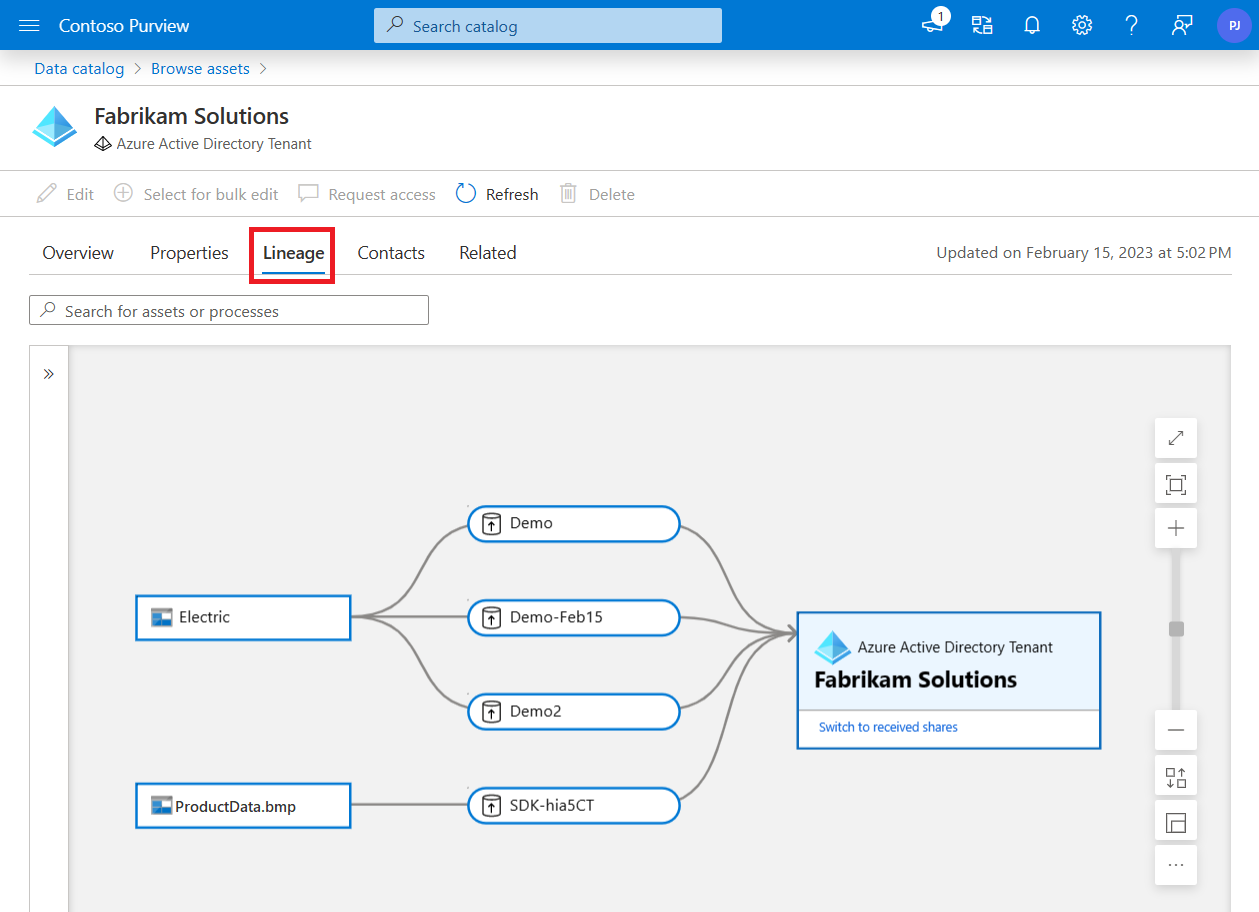 Contoso Purview
Search catalog
1
PJ
Data catalog > Browse assets >
Fabrikam Solutions
Azure Active Directory Tenant
Edit
Select for bulk edit
Request access
Refresh
Delete
Overview
Properties
Lineage
Contacts
Related
Updated on February 15, 2023 at 5:02 PM
Search for assets or processes
Demo
Electric
Demo-Feb15
Azure Active Directory Tenant
Fabrikam Solutions
Switch to received shares
Demo2
ProductData.bmp
SDK-hia5CT